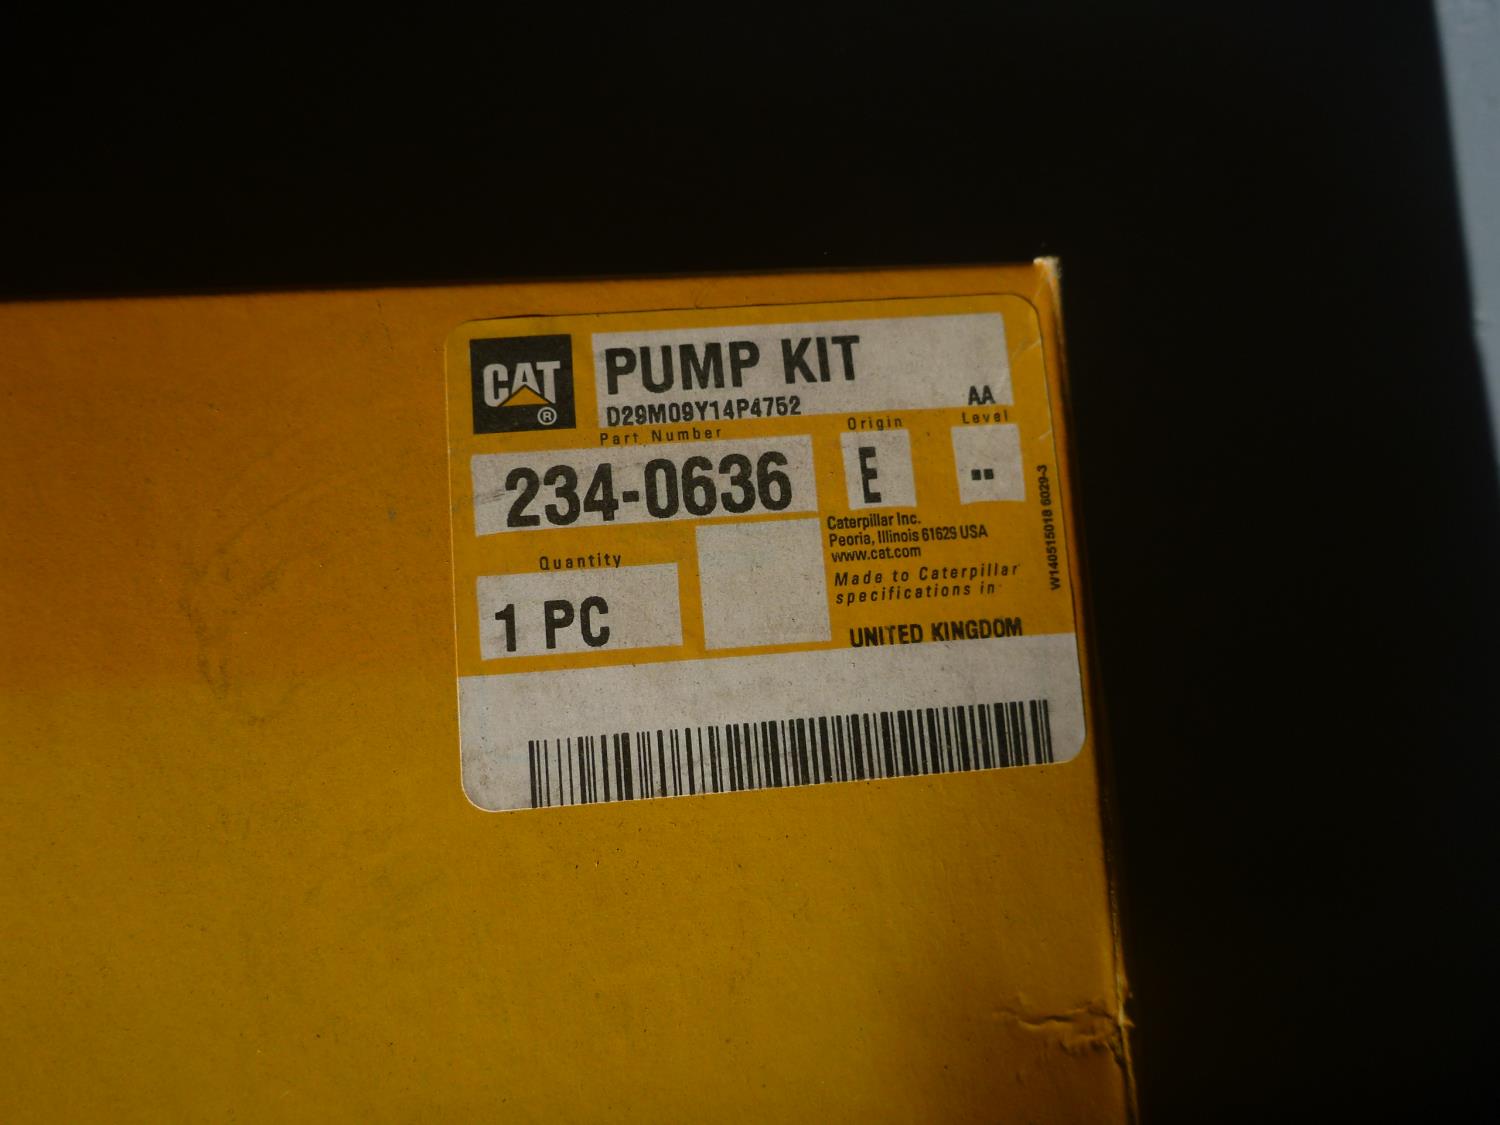 CAT
®
PUMP KIT
D29M09Y14P4752
AA
Part Number
Origin
Level
234-0636
E
--
Quantity
1 PC
Caterpillar Inc.
Peoria, Illinois 61629 USA
www.cat.com
Made to Caterpillar
specifications in
UNITED KINGDOM
W140515018 6029-3